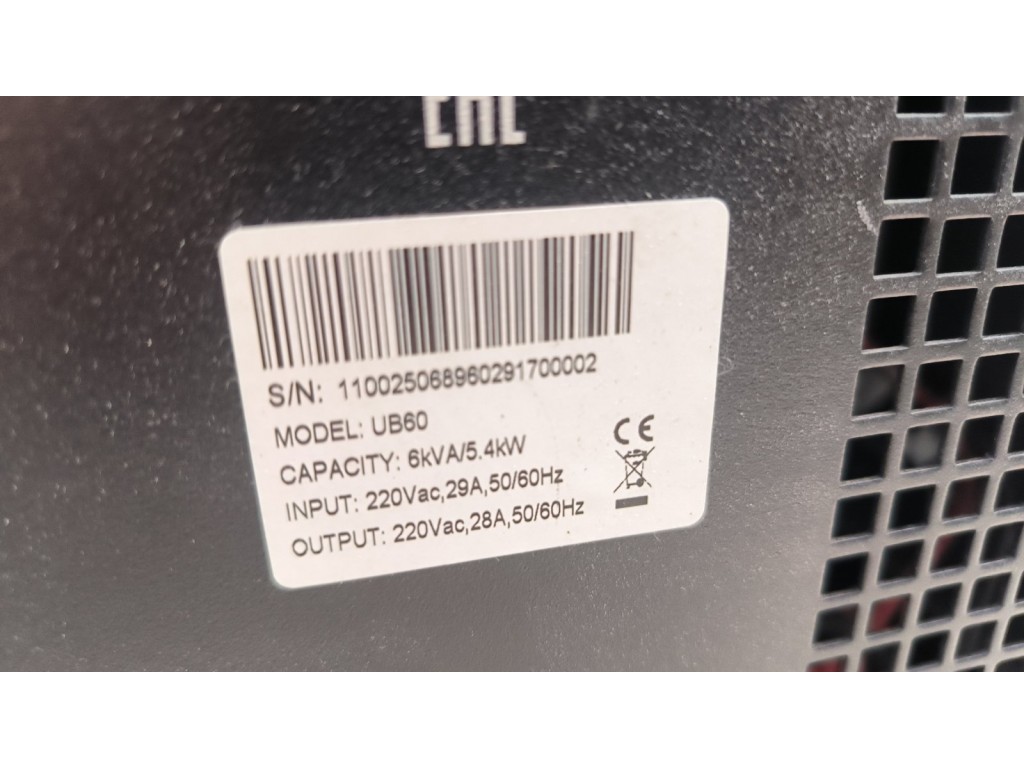 EAC
S/N: 110025068960291700002
MODEL: UB60
CAPACITY: 6kVA/5.4kW
INPUT: 220Vac,29A,50/60Hz
OUTPUT: 220Vac,28A,50/60Hz
CE